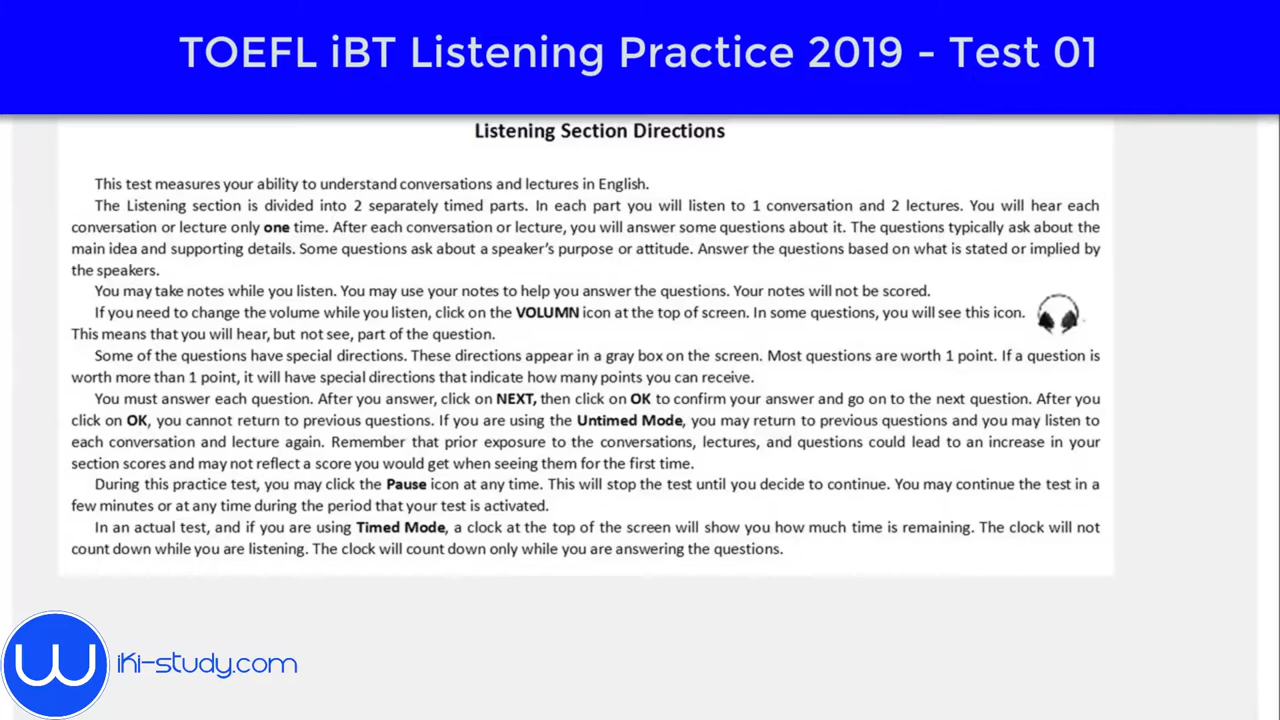 TOEFL iBT Listening Practice 2019 - Test 01
Listening Section Directions
This test measures your ability to understand conversations and lectures in English.
The Listening section is divided into 2 separately timed parts. In each part you will listen to 1 conversation and 2 lectures. You will hear each
conversation or lecture only one time. After each conversation or lecture, you will answer some questions about it. The questions typically ask about the
main idea and supporting details. Some questions ask about a speaker's purpose or attitude. Answer the questions based on what is stated or implied by
the speakers.
You may take notes while you listen. You may use your notes to help you answer the questions. Your notes will not be scored.
If you need to change the volume while you listen, click on the VOLUMN icon at the top of screen. In some questions, you will see this icon.
This means that you will hear, but not see, part of the question.
Some of the questions have special directions. These directions appear in a gray box on the screen. Most questions are worth 1 point. If a question is
worth more than 1 point, it will have special directions that indicate how many points you can receive.
You must answer each question. After you answer, click on NEXT, then click on OK to confirm your answer and go on to the next question. After you
click on OK, you cannot return to previous questions. If you are using the Untimed Mode, you may return to previous questions and you may listen to
each conversation and lecture again. Remember that prior exposure to the conversations, lectures, and questions could lead to an increase in your
section scores and may not reflect a score you would get when seeing them for the first time.
During this practice test, you may click the Pause icon at any time. This will stop the test until you decide to continue. You may continue the test in a
few minutes or at any time during the period that your test is activated.
In an actual test, and if you are using Timed Mode, a clock at the top of the screen will show you how much time is remaining. The clock will not
count down while you are listening. The clock will count down only while you are answering the questions.
Wiki-study.com